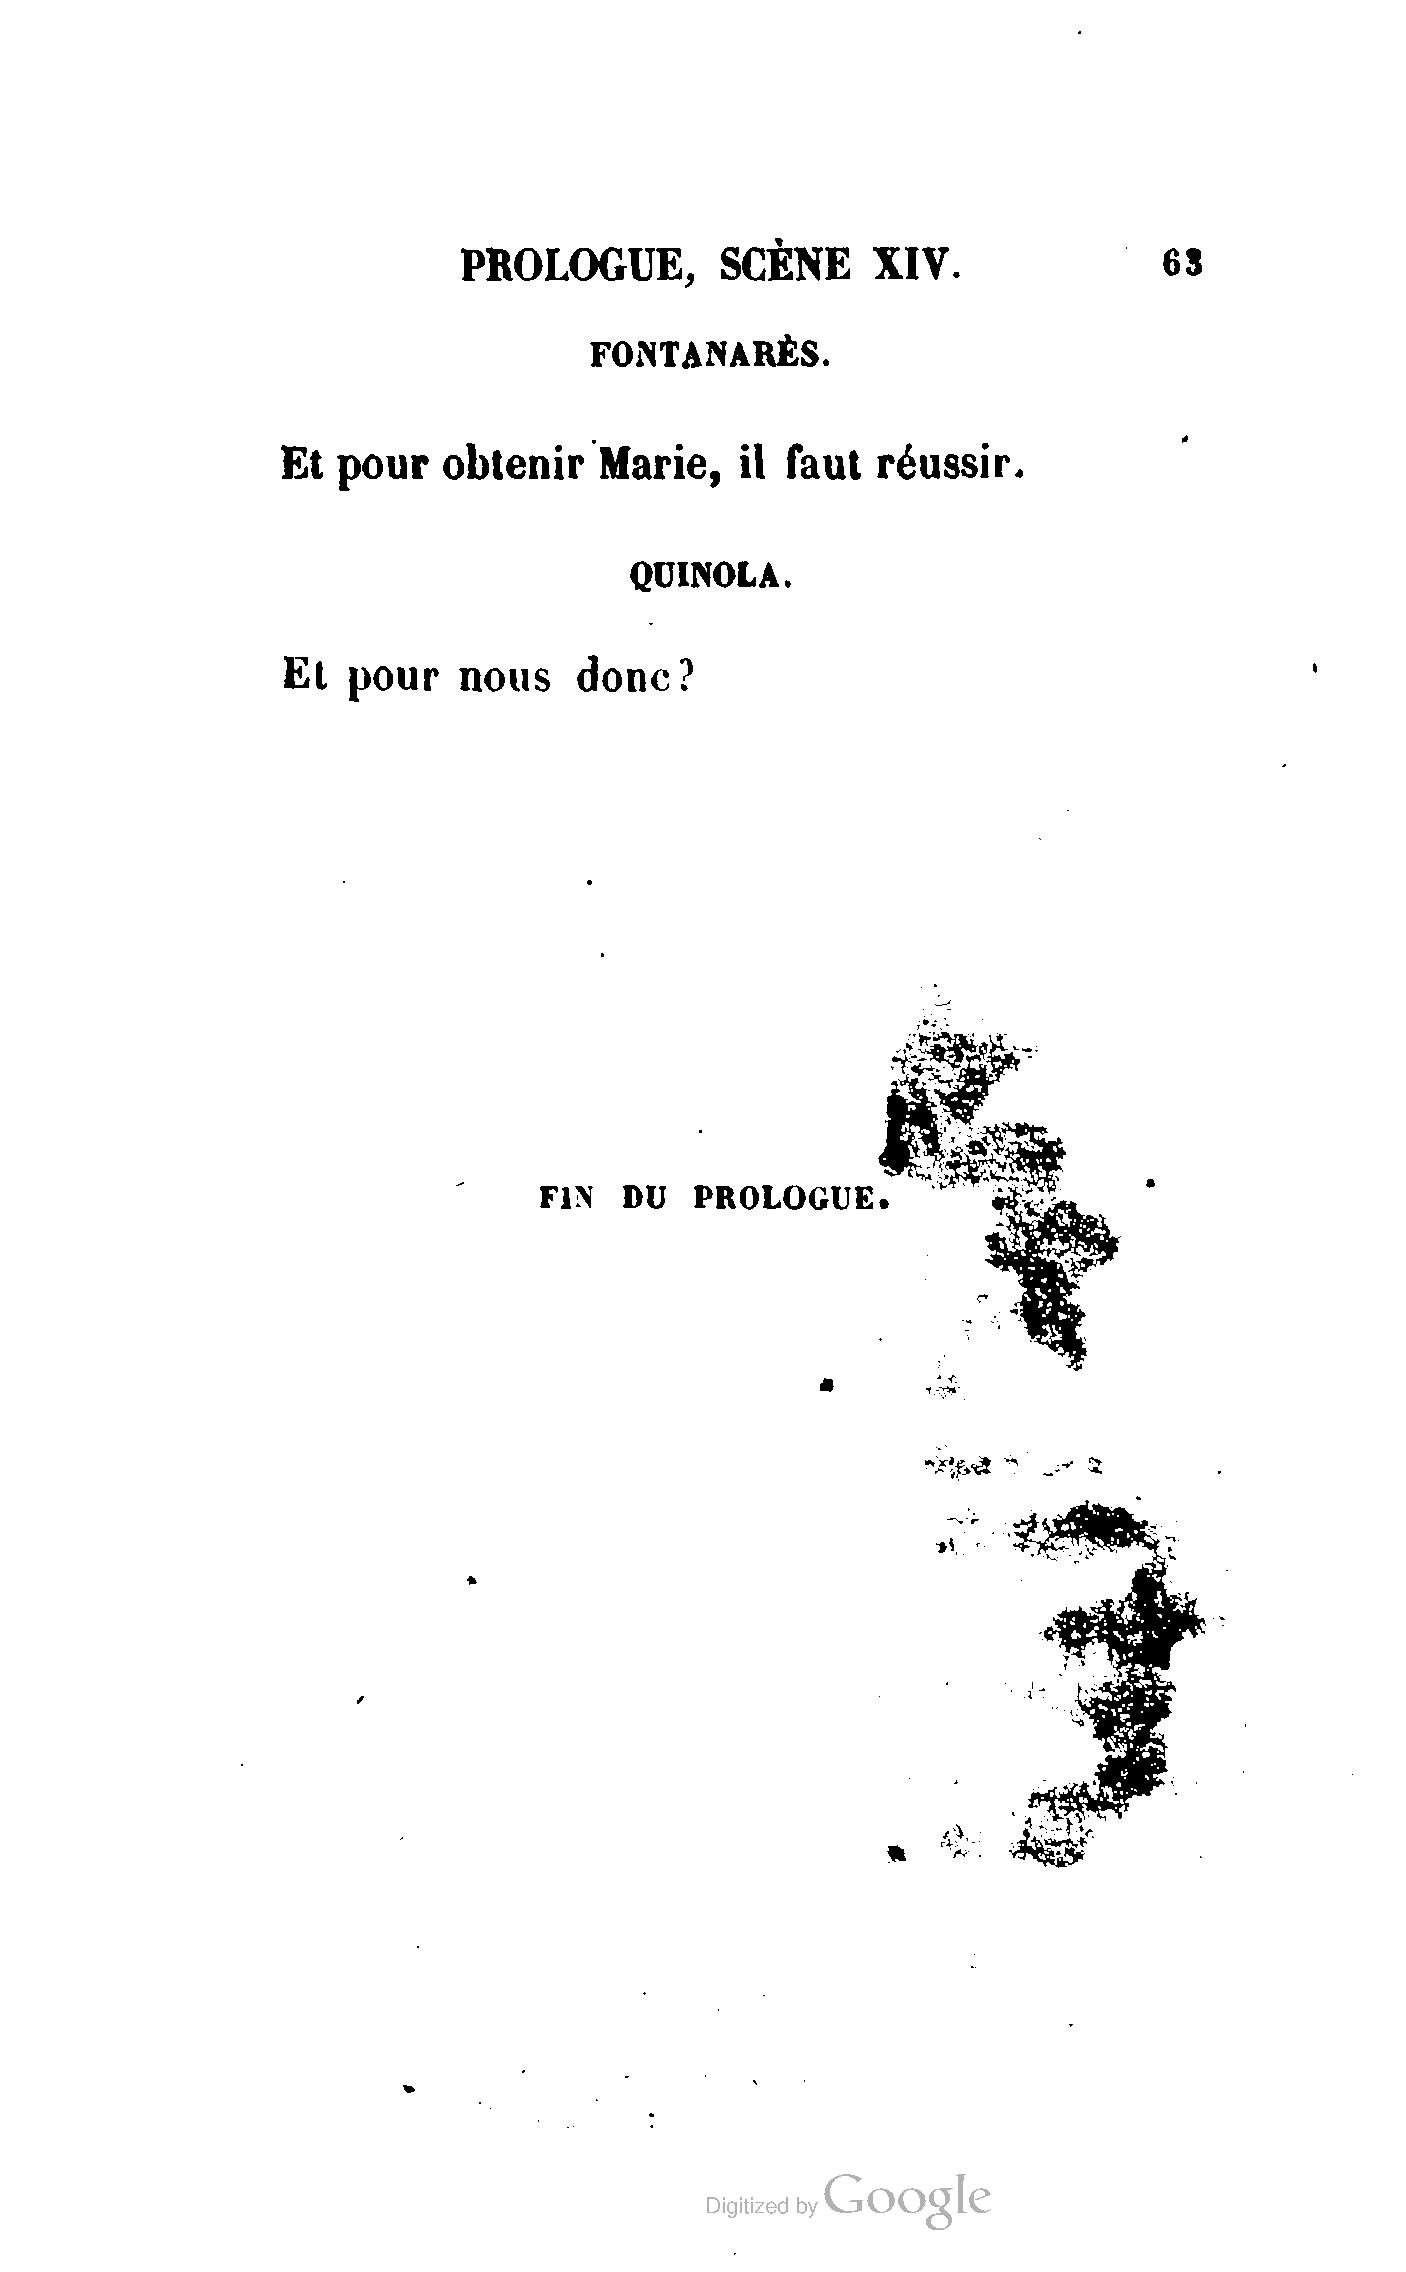 PROLOGUE, SCÈNE XIV. 63
FONTANARÈS.
Et pour obtenir Marie, il faut réussir.
QUINOLA.
Et pour nous donc?
FIN DU PROLOGUE.
Digitized by Google